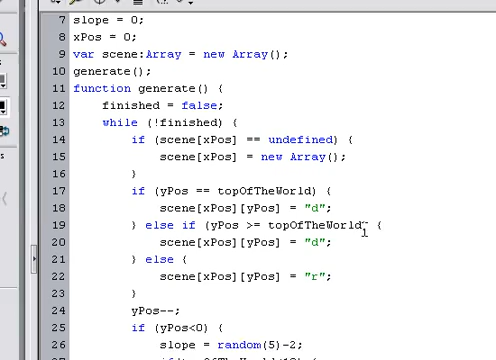 7 slope = 0;
8 xPos = 0;
9 var scene:Array = new Array();
10 generate();
11 function generate() {
12 finished = false;
13 while (!finished) {
14 if (scene[xPos] == undefined) {
15 scene[xPos] = new Array();
16 }
17 if (yPos == topOfTheWorld) {
18 scene[xPos][yPos] = "d";
19 } else if (yPos >= topOfTheWorld {
20 scene[xPos][yPos] = "d";
21 } else {
22 scene[xPos][yPos] = "r";
23 }
24 yPos--;
25 if (yPos<0) {
26 slope = random(5)-2;